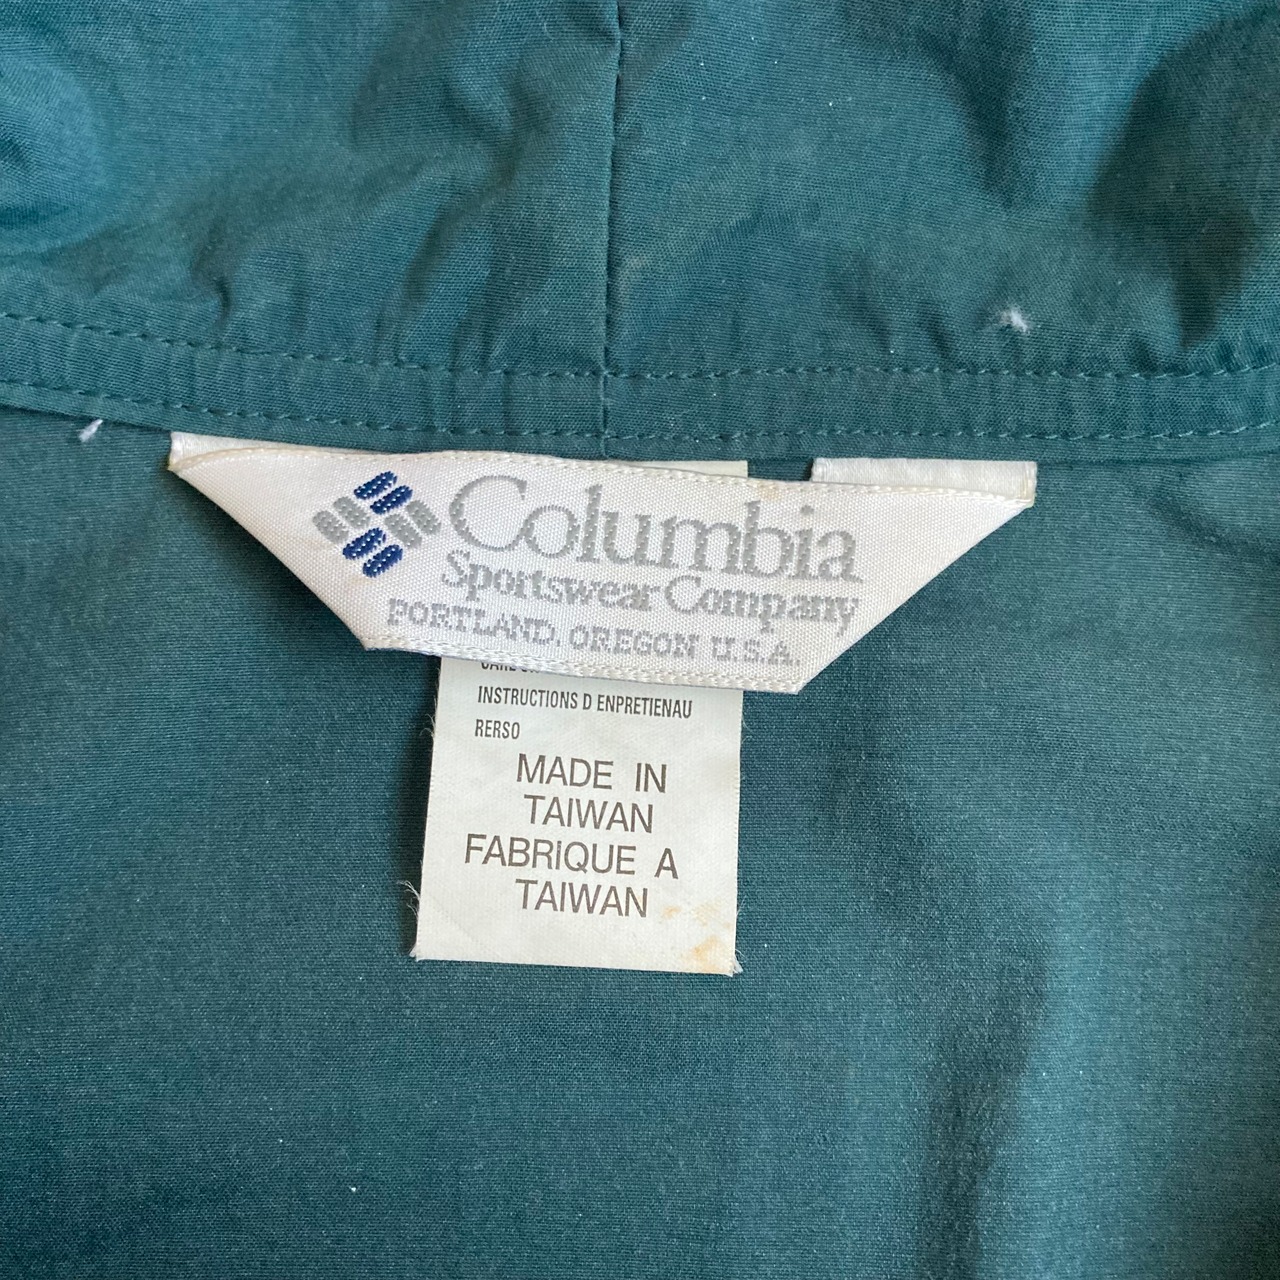 Columbia
Sportswear Company
PORTLAND, OREGON U.S.A.
INSTRUCTIONS D ENPRETIENAU
RERSO
MADE IN
TAIWAN
FABRIQUE A
TAIWAN